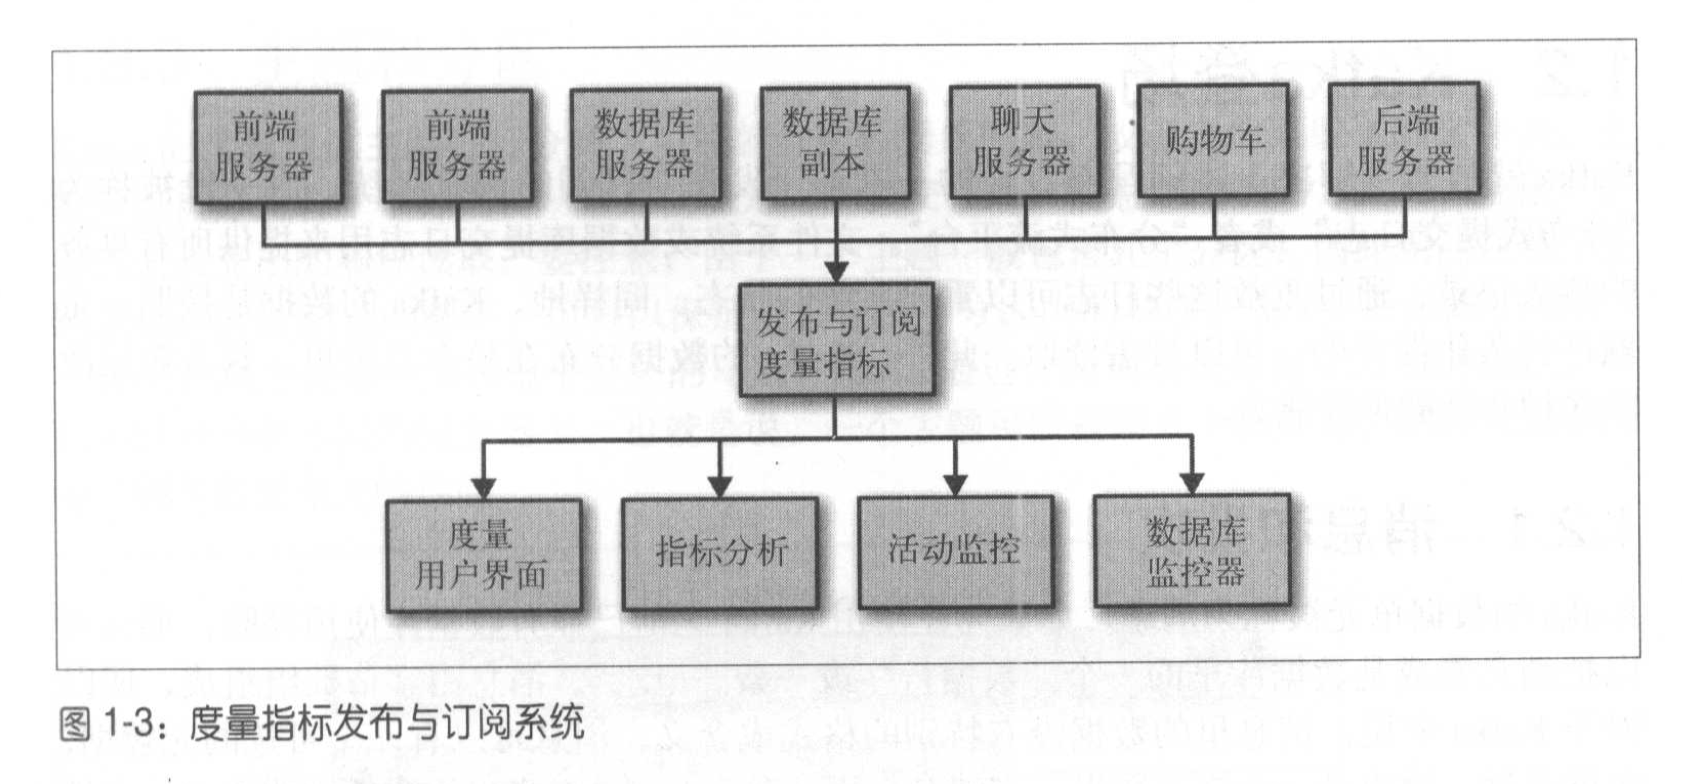 前端
服务器
前端
服务器
数据库
服务器
数据库
副本
聊天
服务器
购物车
后端
服务器
发布与订阅
度量指标
度量
用户界面
指标分析
活动监控
数据库
监控器
图 1-3：度量指标发布与订阅系统